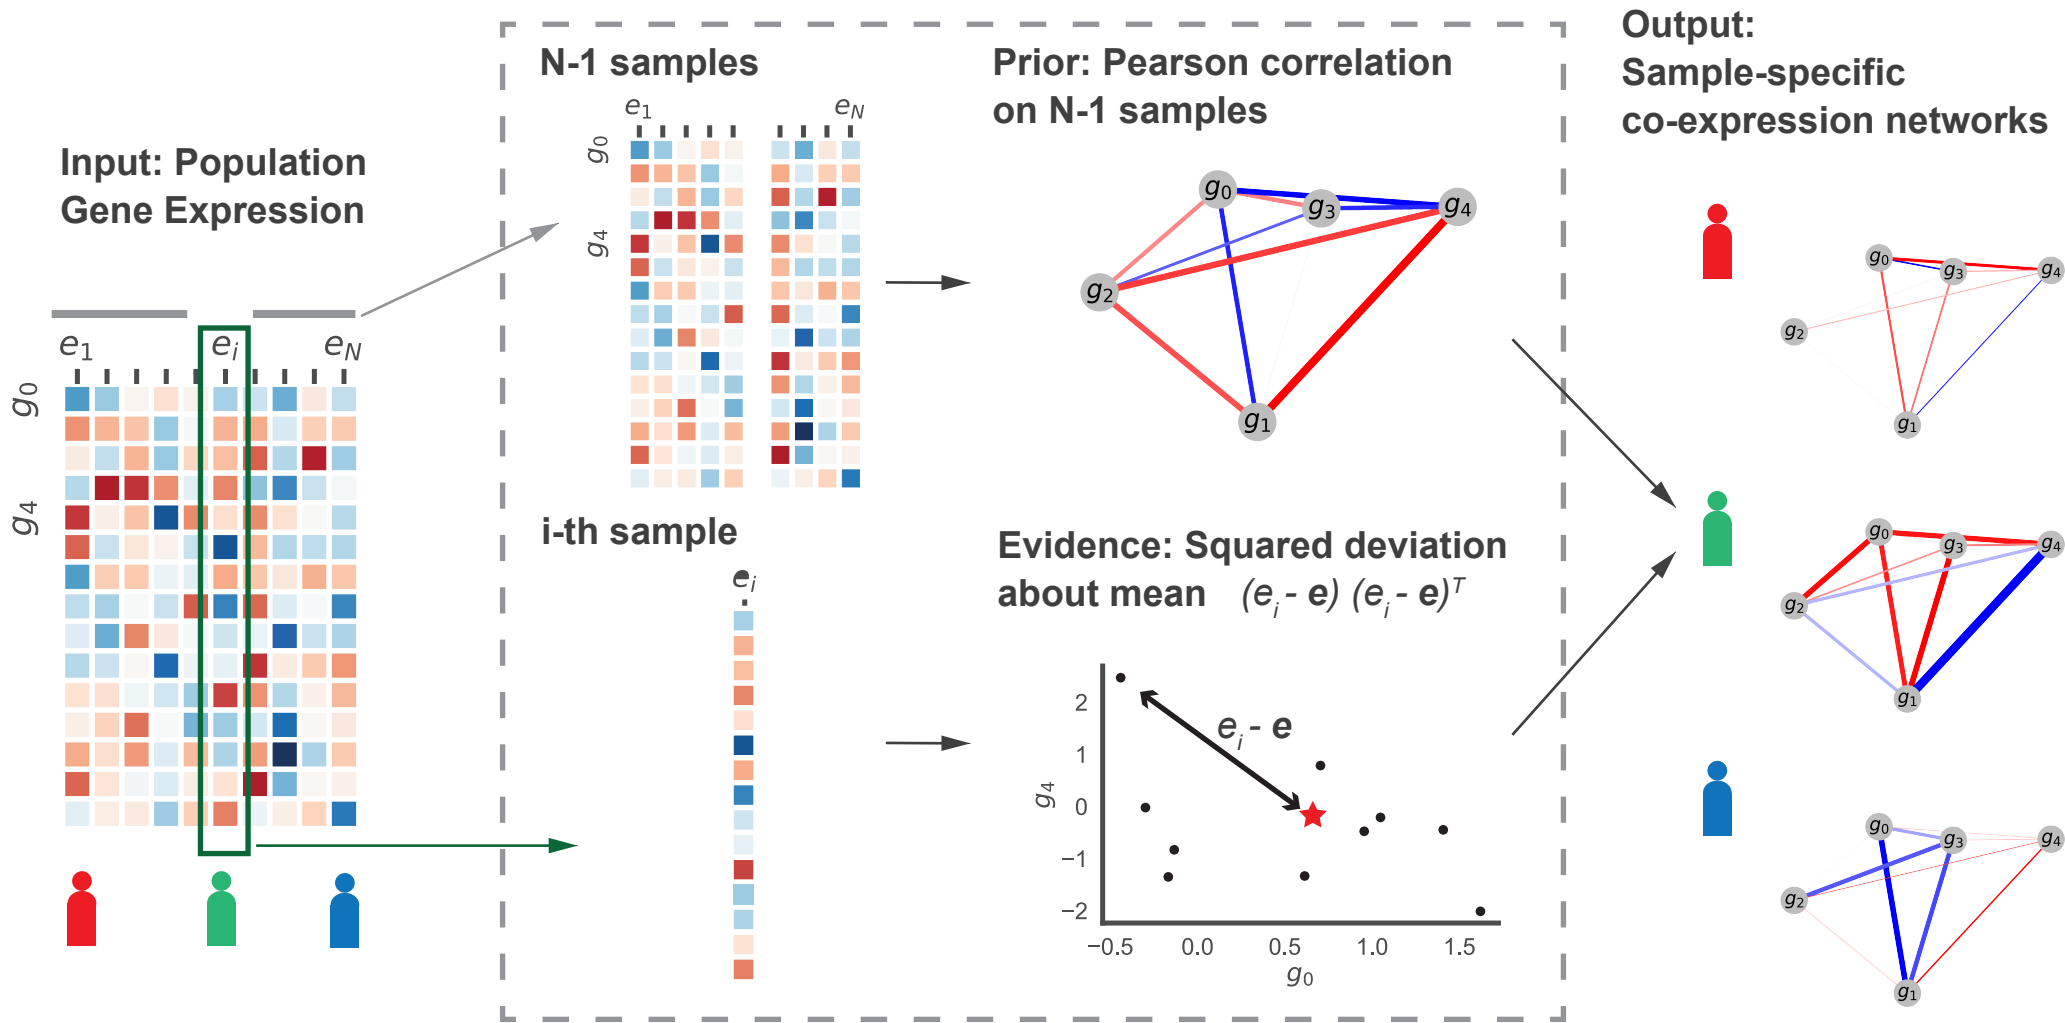 Input: Population
Gene Expression
e1
ei
eN
g0
g4
N-1 samples
e1
eN
g0
g4
i-th sample
ei
Prior: Pearson correlation
on N-1 samples
g0
g3
g4
g2
g1
Evidence: Squared deviation
about mean (ei - e) (ei - e)T
2
1
0
−1
−2
g4
ei - e
−0.5 0.0 0.5 1.0 1.5
g0
Output:
Sample-specific
co-expression networks
g0
g3
g4
g2
g1
g0
g3
g4
g2
g1
g0
g3
g4
g2
g1